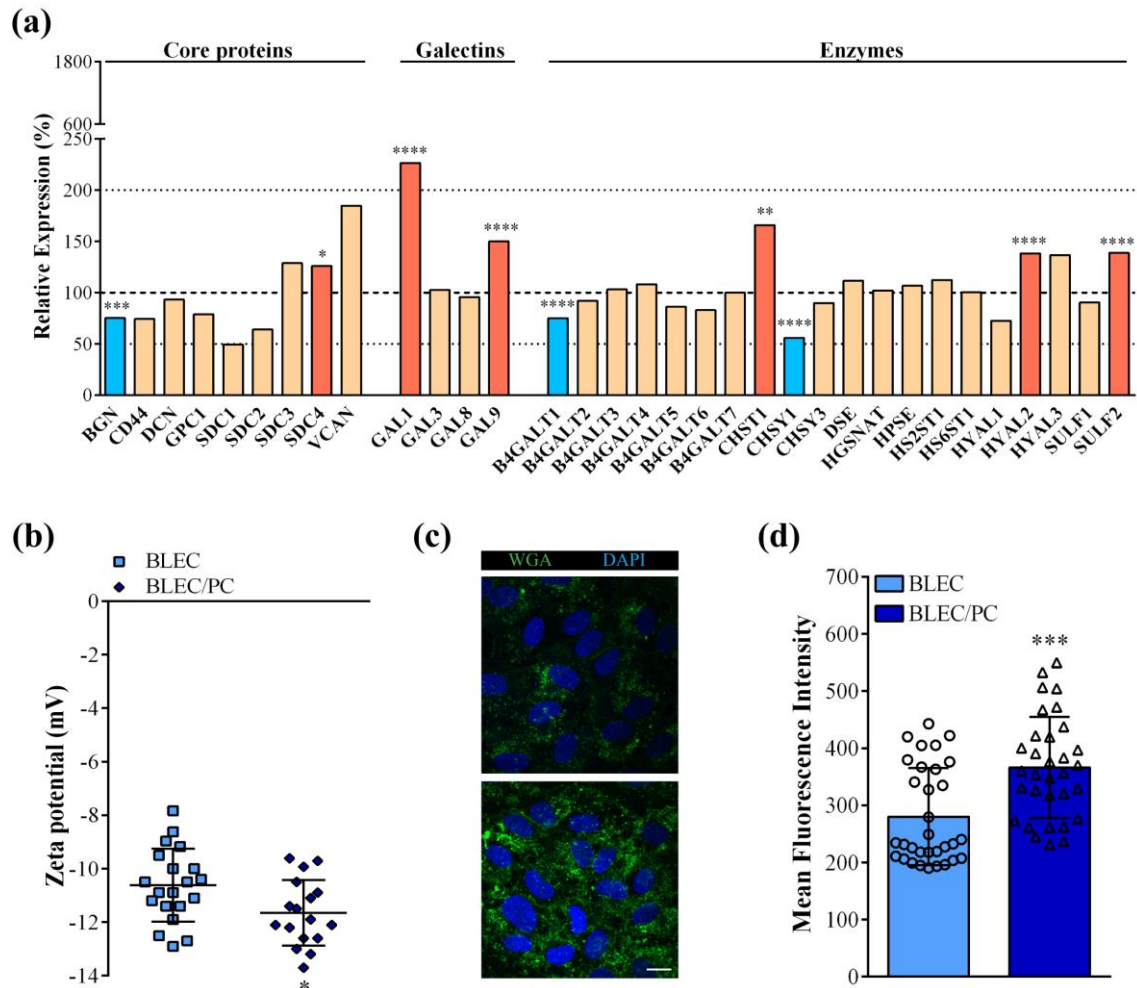 (a)
Core proteins Galectins Enzymes
Relative Expression (%)
1800
600
250
200
150
100
50
0
***
*
****
****
****
**
****
****
****
BGN
CD44
DCN
GPC1
SDC1
SDC2
SDC3
SDC4
VCAN
GAL1
GAL3
GAL8
GAL9
B4GALT1
B4GALT2
B4GALT3
B4GALT4
B4GALT5
B4GALT6
B4GALT7
CHST1
CHSY1
CHSY3
DSE
HGSNAT
HPSE
HS2ST1
HS6ST1
HYAL1
HYAL2
HYAL3
SULF1
SULF2
(b)
BLEC
BLEC/PC
Zeta potential (mV)
0
-2
-4
-6
-8
-10
-12
-14
*
(c)
WGA DAPI
(d)
Mean Fluorescence Intensity
700
600
500
400
300
200
100
0
BLEC
BLEC/PC
***